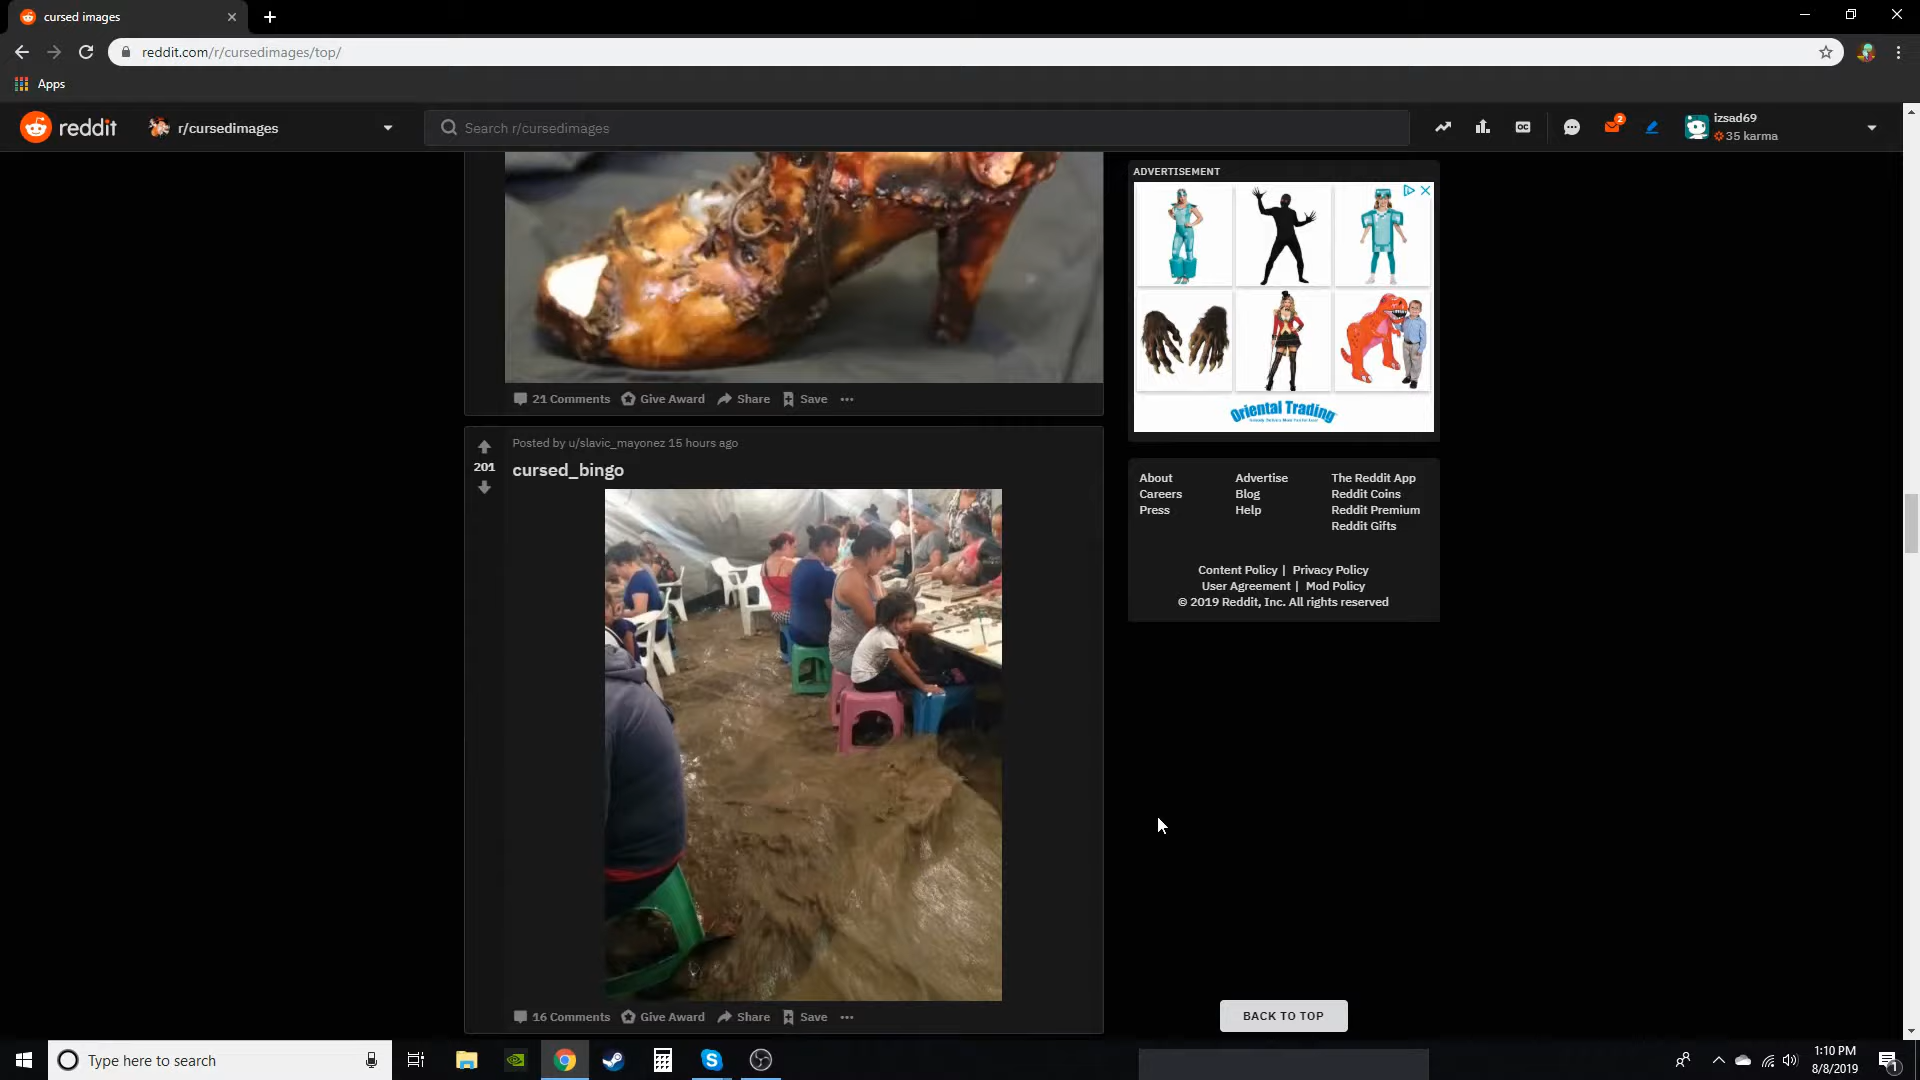 cursed images
reddit.com/r/cursedimages/top/
Apps
reddit
r/cursedimages
Search r/cursedimages
2
izsad69
35 karma
21 Comments
Give Award
Share
Save
Posted by u/slavic_mayonez 15 hours ago
201
cursed_bingo
16 Comments
Give Award
Share
Save
ADVERTISEMENT
Oriental Trading
About
Advertise
The Reddit App
Careers
Blog
Reddit Coins
Press
Help
Reddit Premium
Reddit Gifts
Content Policy | Privacy Policy
User Agreement | Mod Policy
© 2019 Reddit, Inc. All rights reserved
BACK TO TOP
Type here to search
1:10 PM
8/8/2019
1